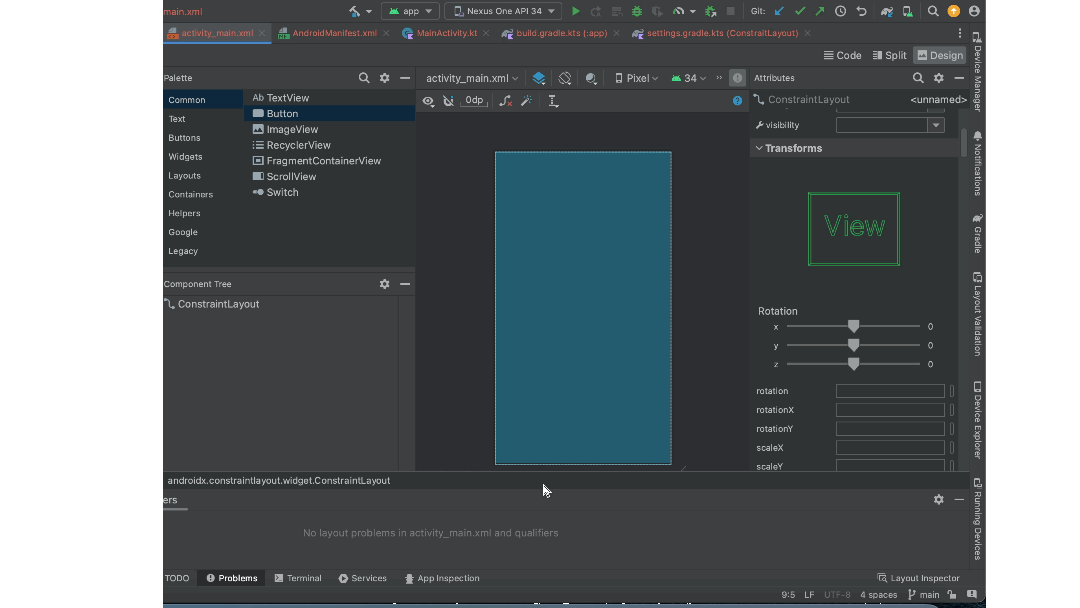 main.xml
app
Nexus One API 34
Git:
activity_main.xml
AndroidManifest.xml
MainActivity.kt
build.gradle.kts (:app)
settings.gradle.kts (ConstraitLayout)
Code
Split
Design
Palette
Common
Text
Buttons
Widgets
Layouts
Containers
Helpers
Google
Legacy
Ab TextView
Button
ImageView
RecyclerView
FragmentContainerView
ScrollView
Switch
Component Tree
ConstraintLayout
activity_main.xml
Pixel
34
0dp
Attributes
ConstraintLayout
<unnamed>
visibility
Transforms
View
Rotation
x 0
y 0
z 0
rotation
rotationX
rotationY
scaleX
scaleY
Device Manager
Notifications
Gradle
Layout Validation
Device Explorer
Running Devices
androidx.constraintlayout.widget.ConstraintLayout
ers
No layout problems in activity_main.xml and qualifiers
TODO
Problems
Terminal
Services
App Inspection
Layout Inspector
9:5 LF UTF-8 4 spaces main